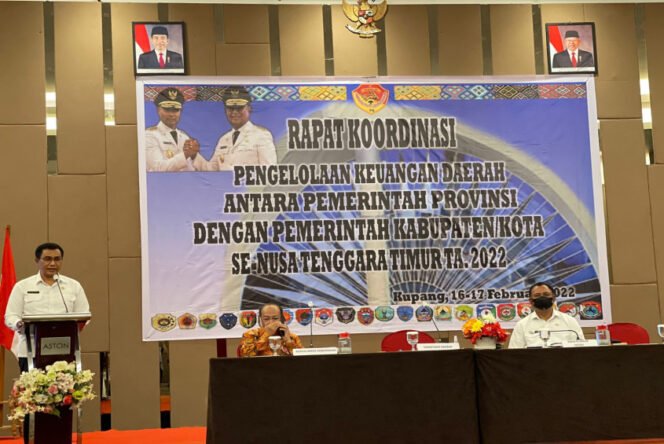 RAPAT KOORDINASI
PENGELOLAAN KEUANGAN DAERAH
ANTARA PEMERINTAH PROVINSI
DENGAN PEMERINTAH KABUPATEN/KOTA
SE-NUSA TENGGARA TIMUR TA. 2022
Kupang, 16-17 Februari 2022
ASTON